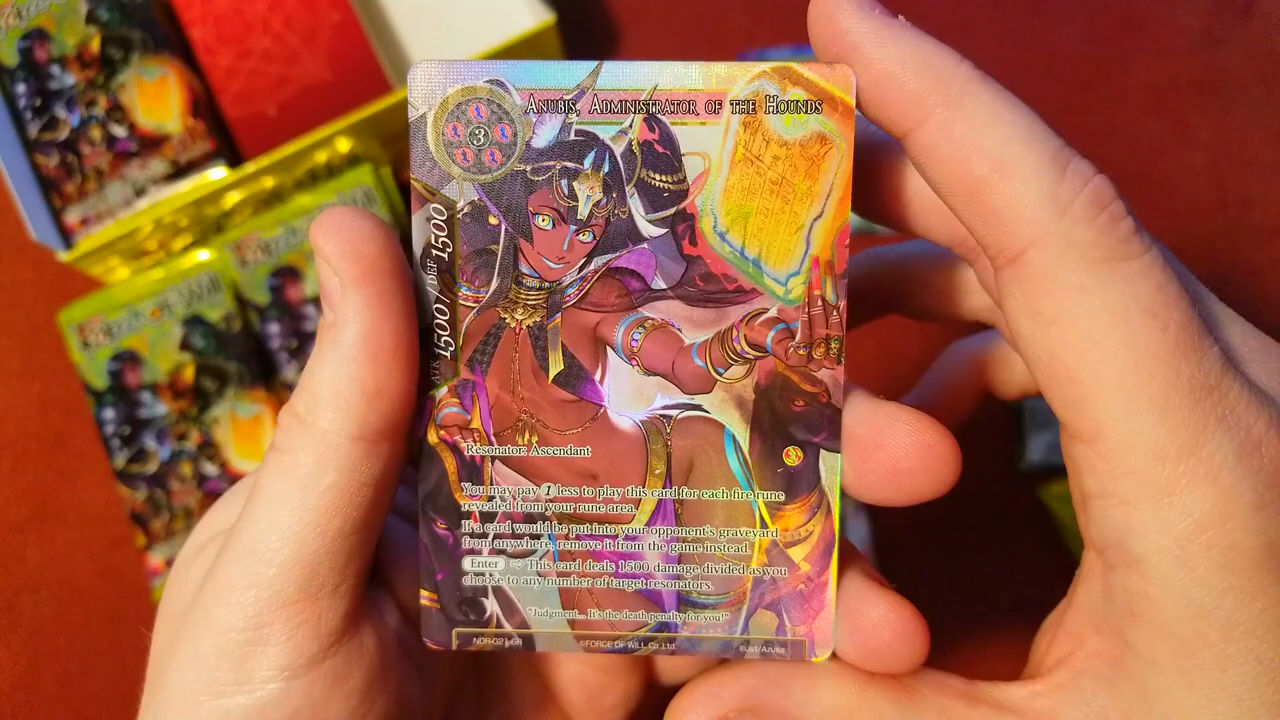 Anubis, Administrator of the Hounds
3
ATK 1500 / DEF 1500
Resonator: Ascendant
You may pay 1 less to play this card for each fire rune
revealed from your rune area.
If a card would be put into your opponent's graveyard
from anywhere, remove it from the game instead.
Enter ⇨ This card deals 1500 damage divided as you
choose to any number of target resonators.
"Judgment... It's the death penalty for you!"
©FORCE OF WILL Co.,Ltd.
Illust/Azusa